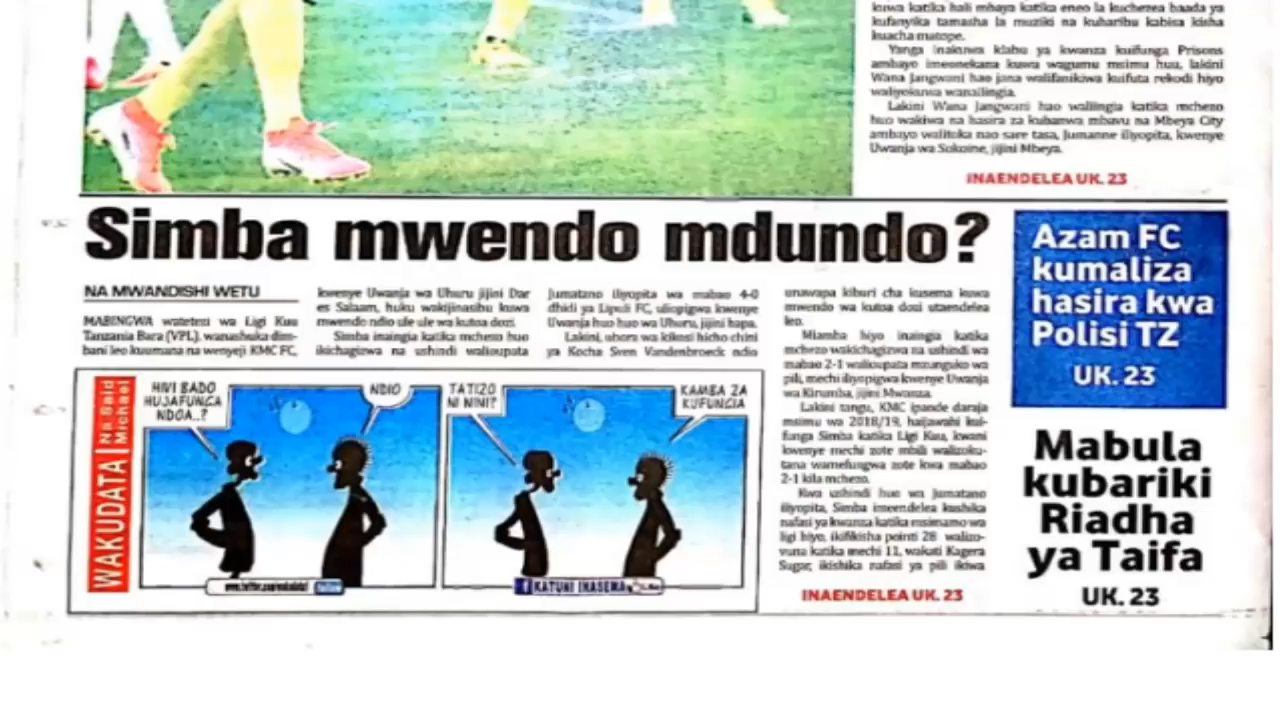 kuwa katika hali mbaya katika eneo la kuchezea baada ya
kufanyika tamasha la muziki na kuharibu kabisa kisha
kuacha matope.
Yanga inakuwa klabu ya kwanza kuifunga Prisons
ambayo imeonekana kuwa wagumu msimu huu, lakini
Wana Jangwani hao jana walifanikiwa kuifuta rekodi hiyo
waliyokuwa wanailingia.
Lakini Wana Jangwani hao waliingia katika mchezo
huo wakiwa na hasira za kubanwa mbavu na Mbeya City
ambayo walitoka nao sare tasa, Jumanne iliyopita, kwenye
Uwanja wa Sokoine, jijini Mbeya.
INAENDELEA UK. 23
Simba mwendo mdundo?
NA MWANDISHI WETU
MABINGWA watetezi wa Ligi Kuu
Tanzania Bara (VPL), wanashuka dim-
bani leo kuumana na wenyeji KMC FC,
kwenye Uwanja wa Uhuru jijini Dar
es Salaam, huku wakijinasibu kuwa
mwendo ndio ule ule wa kutoa dozi.
Simba inaingia katika mchezo huo
ikichagizwa na ushindi walioupata
Jumatano iliyopita wa mabao 4-0
dhidi ya Lipuli FC, uliopigwa kwenye
Uwanja huo huo wa Uhuru, jijini hapa.
Lakini, ubora wa kikosi hicho chini
ya Kocha Sven Vandenbroeck ndio
unawapa kiburi cha kusema kuwa
mwendo wa kutoa dozi utaendelea
leo.
Miamba hiyo inaingia katika
mchezo wakichagizwa na ushindi wa
mabao 2-1 walioupata mzunguko wa
pili, mechi iliyopigwa kwenye Uwanja
wa Kirumba, jijini Mwanza.
Lakini tangu, KMC ipande daraja
msimu wa 2018/19, haijawahi kui-
funga Simba katika Ligi Kuu, kwani
kwenye mechi zote mbili walizoku-
tana wamefungwa zote kwa mabao
2-1 kila mchezo.
Kwa ushindi huo wa Jumatano
iliyopita, Simba imeendelea kushika
nafasi ya kwanza katika msimamo wa
ligi hiyo, ikifikisha pointi 28 walizo-
vuna katika mechi 11, wakati Kagera
Sugar, ikishika nafasi ya pili ikiwa
INAENDELEA UK. 23
Azam FC
kumaliza
hasira kwa
Polisi TZ
UK. 23
Mabula
kubariki
Riadha
ya Taifa
UK. 23
WAKUDATA
Na Said
Michael
HIVI BADO
HUJAFUNGA
NDOA..?
NDIO
TATIZO
NI NINI?
KAMBA ZA
KUFUNGIA
KATUNI INASEMA